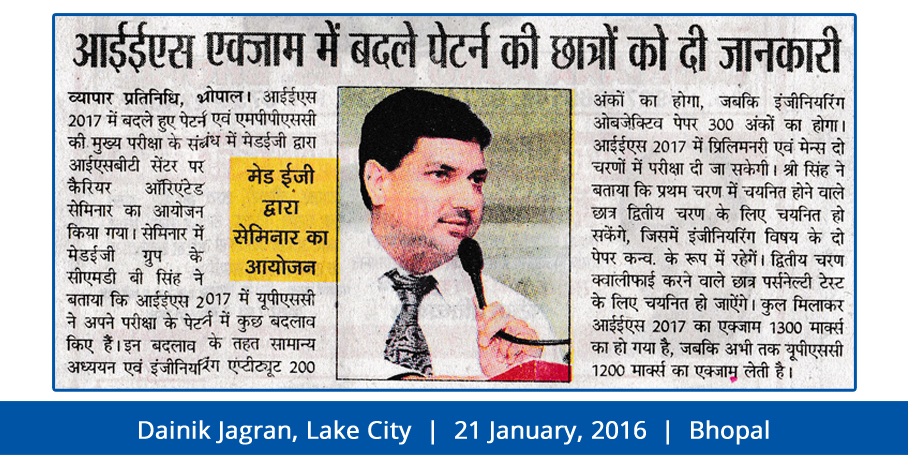 आईईएस एक्जाम में बदले पेटर्न की छात्रों को दी जानकारी
व्यापार प्रतिनिधि, भोपाल। आईईएस
2017 में बदले हुए पेटर्न एवं एमपीपीएससी
की मुख्य परीक्षा के संबंध में मेडईजी द्वारा
आईएसबीटी सेंटर पर
कैरियर ऑरिएंटेड
सेमिनार का आयोजन
किया गया। सेमिनार में
मेडईजी ग्रुप के
सीएमडी बी सिंह ने
बताया कि आईईएस 2017 में यूपीएससी
ने अपने परीक्षा के पेटर्न में कुछ बदलाव
किए हैं। इन बदलाव के तहत सामान्य
अध्ययन एवं इंजीनियरिंग एंप्टीट्यूट 200
मेड ईजी
द्वारा
सेमिनार का
आयोजन
अंकों का होगा, जबकि इंजीनियरिंग
ओबजेक्टिव पेपर 300 अंकों का होगा।
आईईएस 2017 में प्रिलिमनरी एवं मेन्स दो
चरणों में परीक्षा दी जा सकेगी। श्री सिंह ने
बताया कि प्रथम चरण में चयनित होने वाले
छात्र द्वितीय चरण के लिए चयनित हो
सकेंगे, जिसमें इंजीनियरिंग विषय के दो
पेपर कन्व. के रूप में रहेगें। द्वितीय चरण
क्वालीफाई करने वाले छात्र पर्सनेल्टी टेस्ट
के लिए चयनित हो जाऐंगे। कुल मिलाकर
आईईएस 2017 का एक्जाम 1300 मार्क्स
का हो गया है, जबकि अभी तक यूपीएससी
1200 मार्क्स का एक्जाम लेती है।
Dainik Jagran, Lake City | 21 January, 2016 | Bhopal